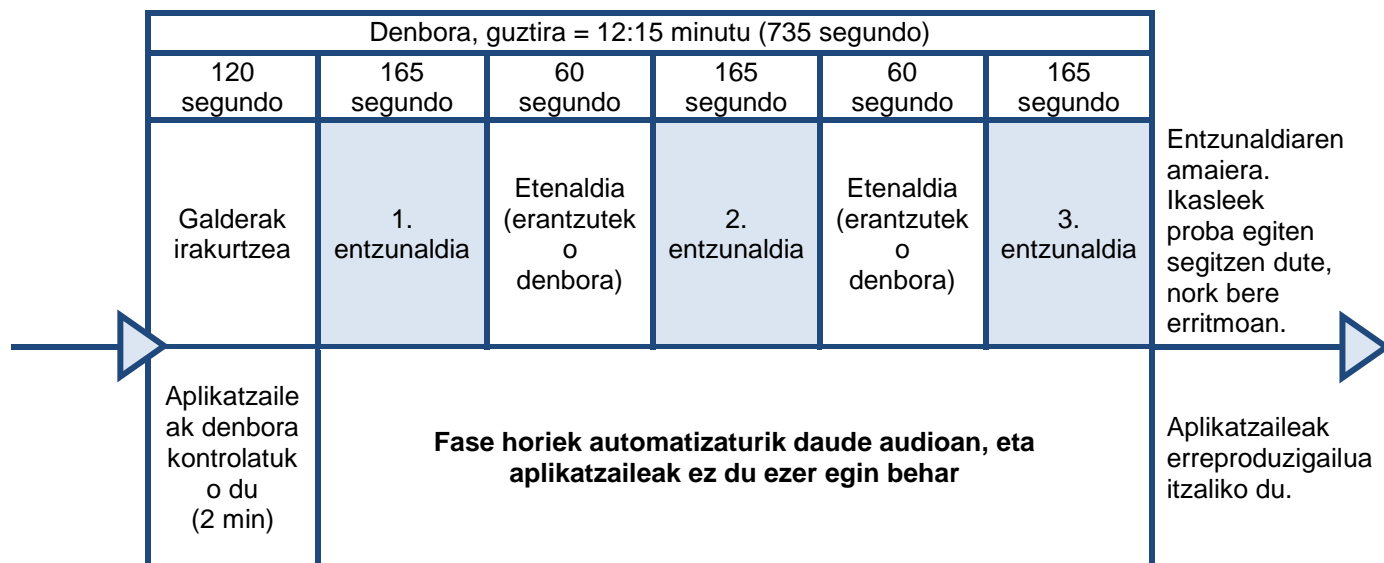 Denbora, guztira = 12:15 minutu (735 segundo)
120
segundo
165
segundo
60
segundo
165
segundo
60
segundo
165
segundo
Galderak
irakurtzea
1.
entzunaldia
Etenaldia
(erantzutek
o
denbora)
2.
entzunaldia
Etenaldia
(erantzutek
o
denbora)
3.
entzunaldia
Entzunaldiaren
amaiera.
Ikasleek
proba egiten
segitzen dute,
nork bere
erritmoan.
Aplikatzaile
ak denbora
kontrolatuk
o du
(2 min)
Fase horiek automatizaturik daude audioan, eta
aplikatzaileak ez du ezer egin behar
Aplikatzaileak
erreproduzigailua
itzaliko du.